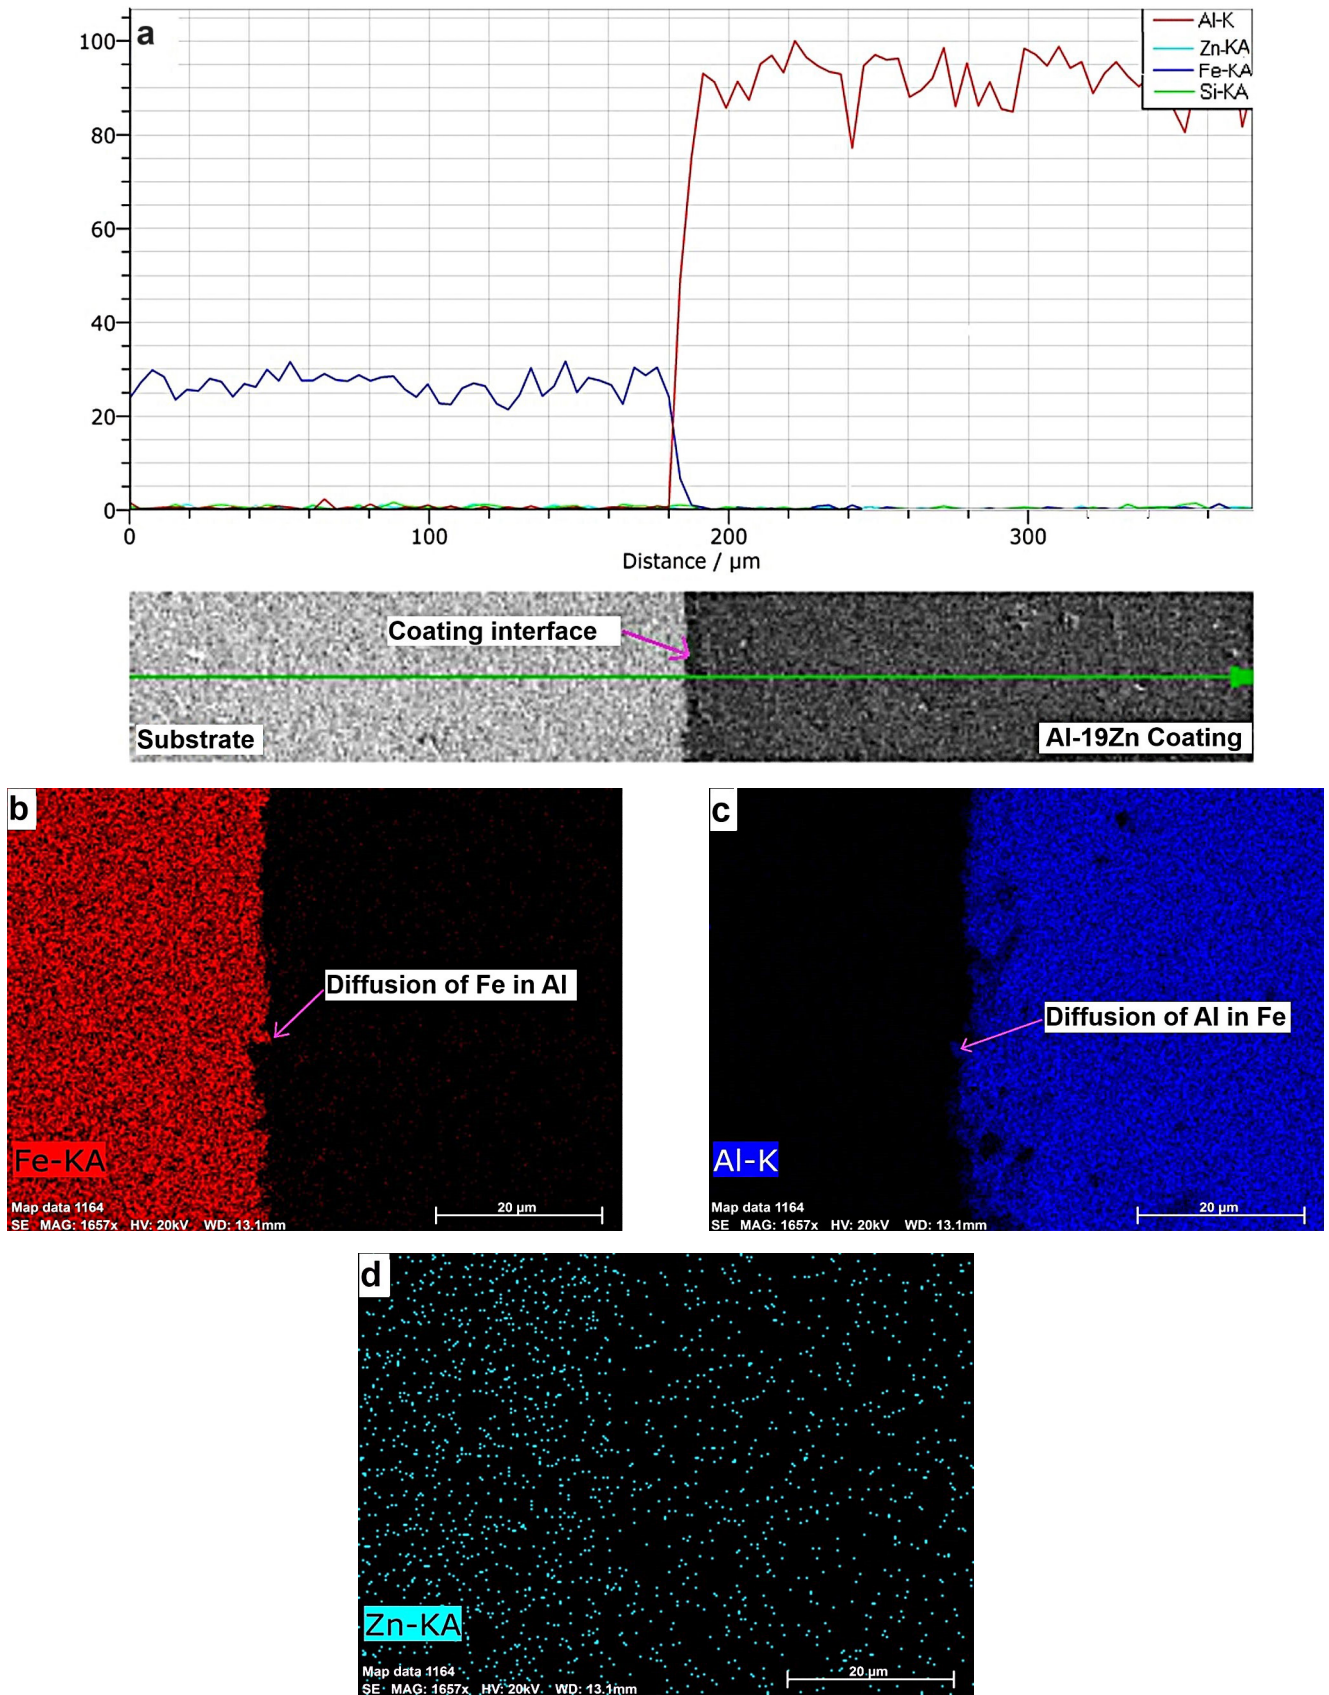 a
Al-K
Zn-KA
Fe-KA
Si-KA
100
80
60
40
20
0
0 100 200 300
Distance / µm
Coating interface
Substrate
Al-19Zn Coating
b
Diffusion of Fe in Al
Fe-KA
20 µm
Map data 1164
SE MAG: 1657x HV: 20kV WD: 13.1mm
c
Diffusion of Al in Fe
Al-K
20 µm
Map data 1164
SE MAG: 1657x HV: 20kV WD: 13.1mm
d
Zn-KA
20 µm
Map data 1164
SE MAG: 1657x HV: 20kV WD: 13.1mm